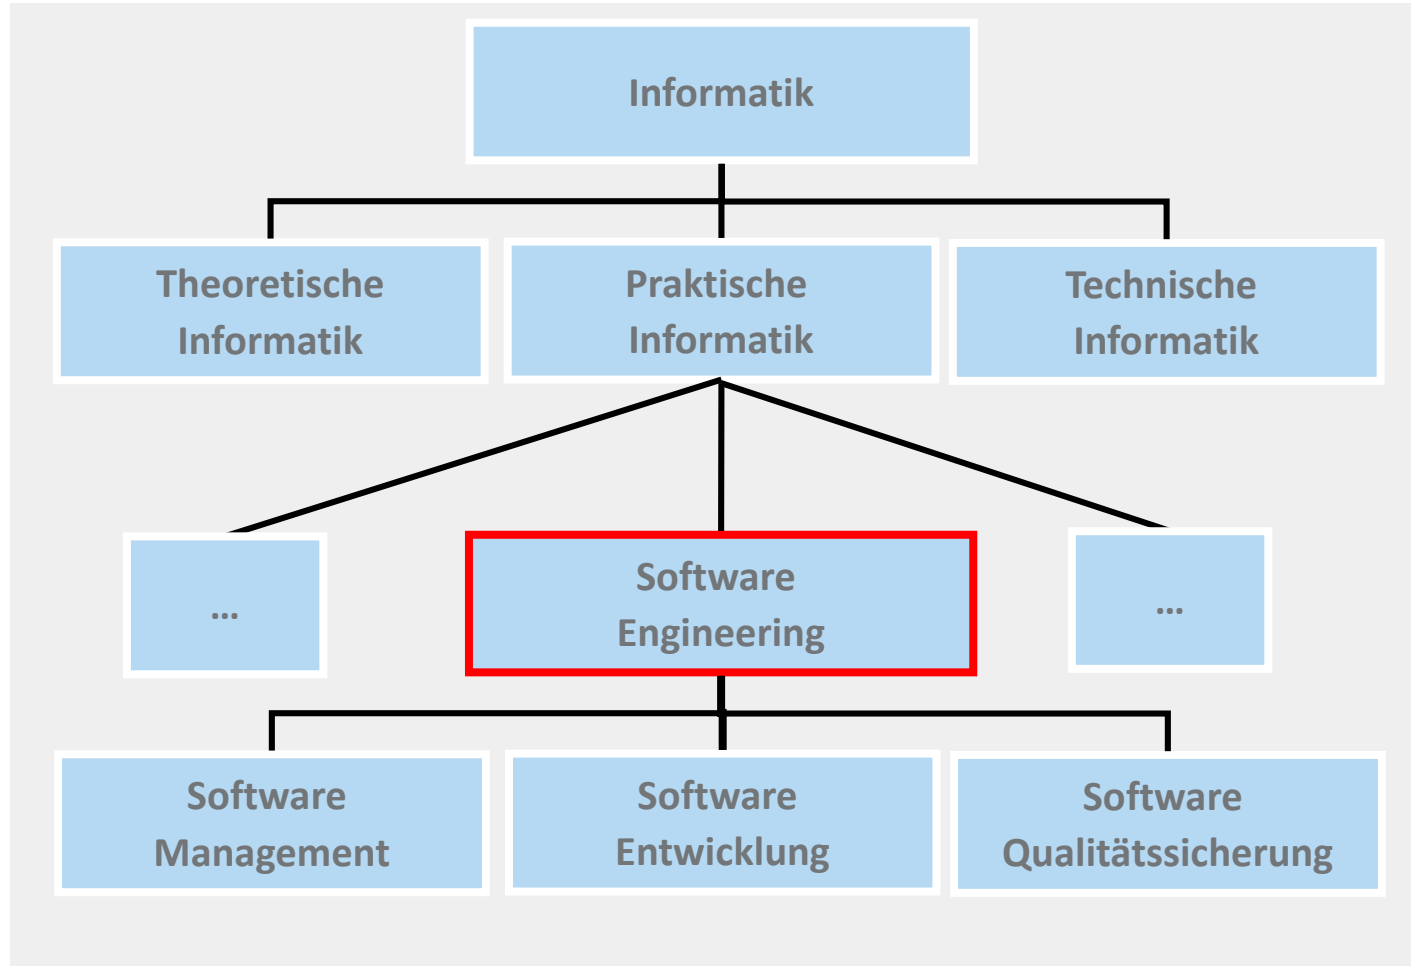 Informatik
Theoretische
Informatik
Praktische
Informatik
Technische
Informatik
…
Software
Engineering
…
Software
Management
Software
Entwicklung
Software
Qualitätssicherung